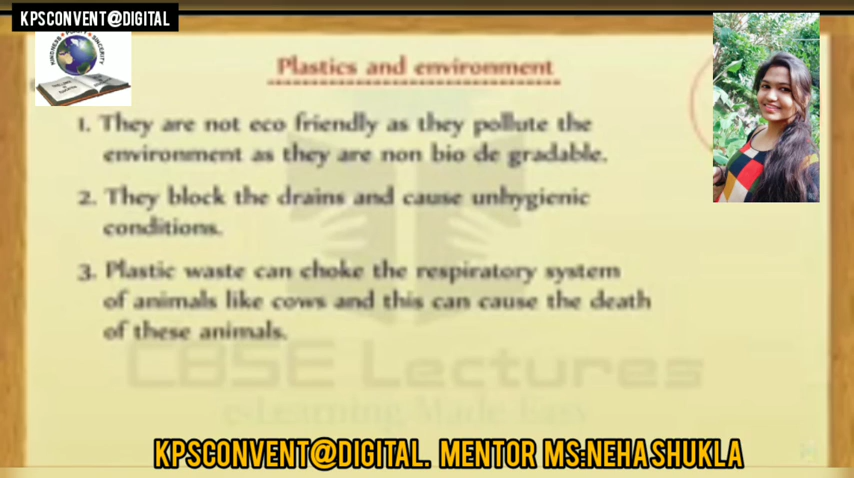 KPSCONVENT@DIGITAL
KINDNESS PURITY SINCERITY
Plastics and environment
1. They are not eco friendly as they pollute the
environment as they are non bio de gradable.
2. They block the drains and cause unhygienic
conditions.
3. Plastic waste can choke the respiratory system
of animals like cows and this can cause the death
of these animals.
CBSE Lectures
e-Learning Made Easy
KPSCONVENT@DIGITAL. MENTOR MS:NEHA SHUKLA